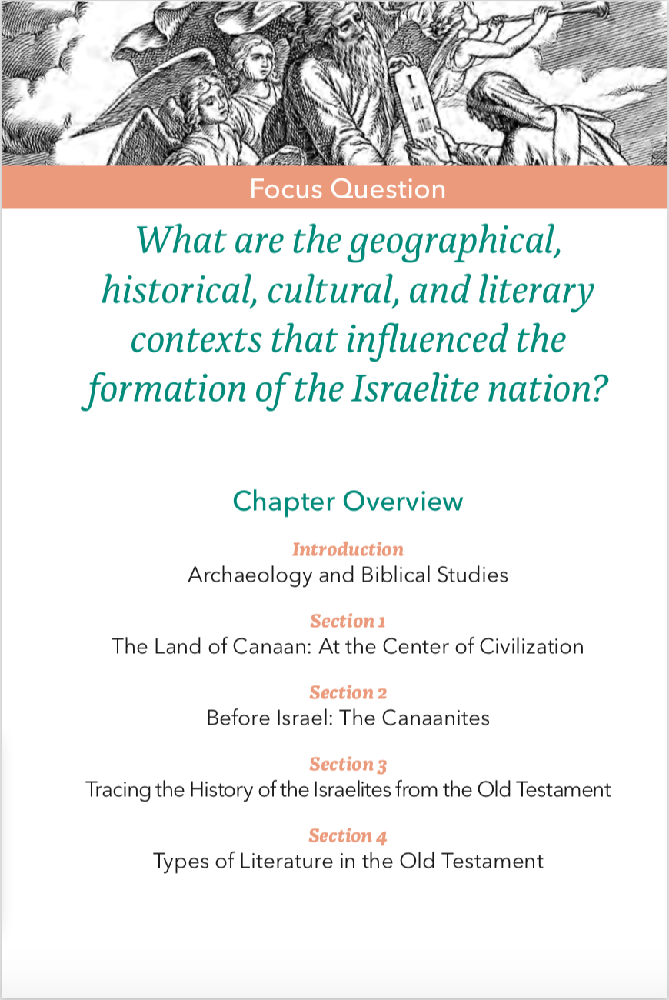 I
II
III
Focus Question
What are the geographical,
historical, cultural, and literary
contexts that influenced the
formation of the Israelite nation?
Chapter Overview
Introduction
Archaeology and Biblical Studies
Section 1
The Land of Canaan: At the Center of Civilization
Section 2
Before Israel: The Canaanites
Section 3
Tracing the History of the Israelites from the Old Testament
Section 4
Types of Literature in the Old Testament